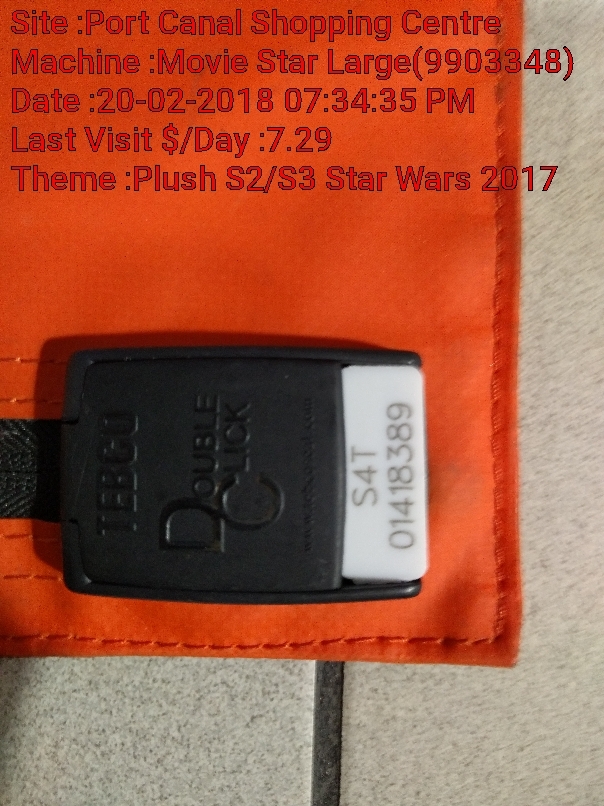 Site :Port Canal Shopping Centre
Machine :Movie Star Large(9903348)
Date :20-02-2018 07:34:35 PM
Last Visit $/Day :7.29
Theme :Plush S2/S3 Star Wars 2017
TEBCO
DOUBLE
CLICK
S4T
01418389